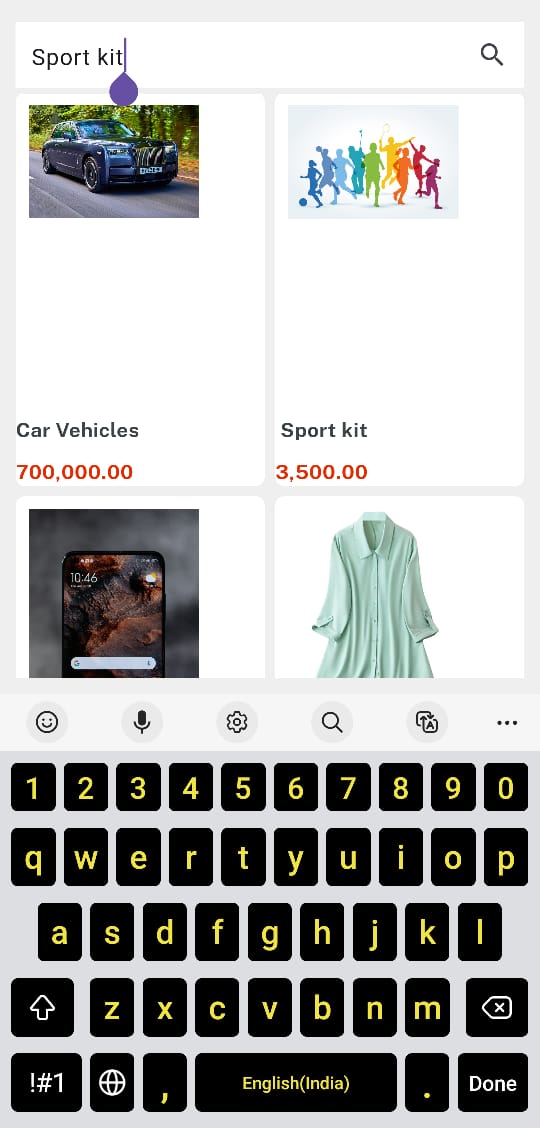 Sport kit
Car Vehicles
Sport kit
700,000.00
3,500.00
10:46
1 2 3 4 5 6 7 8 9 0
q w e r t y u i o p
a s d f g h j k l
z x c v b n m
!#1 , English(India) . Done